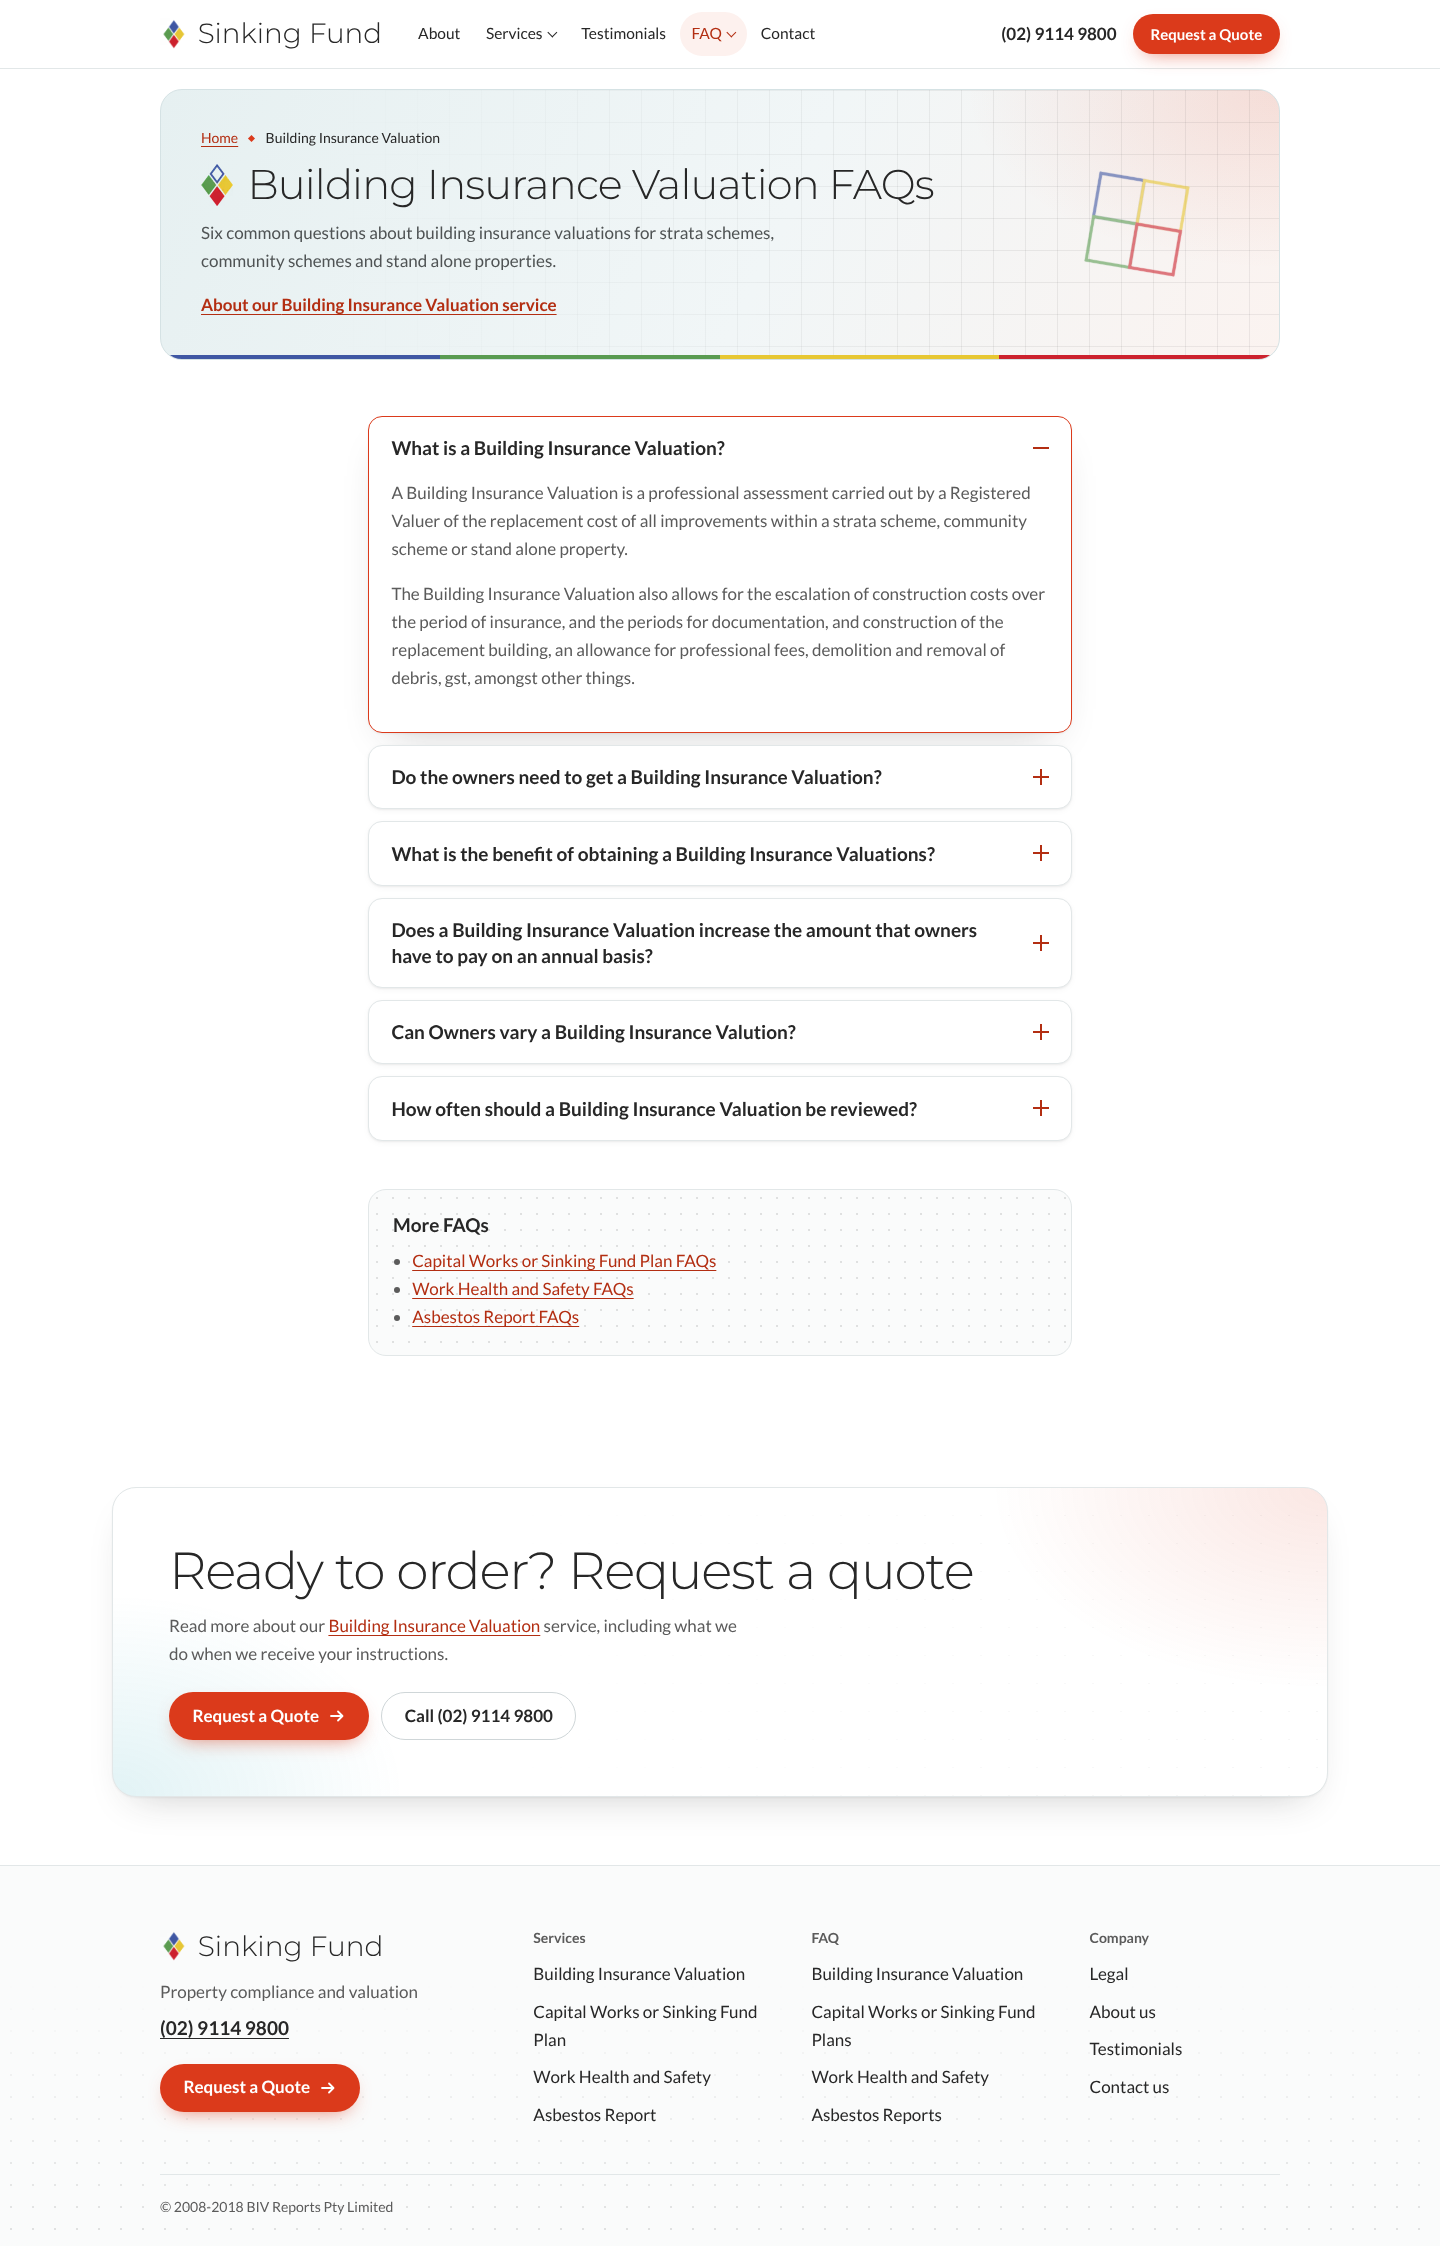 Sinking Fund
About
Services
Testimonials
FAQ
Contact
(02) 9114 9800
Request a Quote
Home
Building Insurance Valuation
Building Insurance Valuation FAQs
Six common questions about building insurance valuations for strata schemes,
community schemes and stand alone properties.
About our Building Insurance Valuation service
What is a Building Insurance Valuation?
A Building Insurance Valuation is a professional assessment carried out by a Registered
Valuer of the replacement cost of all improvements within a strata scheme, community
scheme or stand alone property.
The Building Insurance Valuation also allows for the escalation of construction costs over
the period of insurance, and the periods for documentation, and construction of the
replacement building, an allowance for professional fees, demolition and removal of
debris, gst, amongst other things.
Do the owners need to get a Building Insurance Valuation?
What is the benefit of obtaining a Building Insurance Valuations?
Does a Building Insurance Valuation increase the amount that owners
have to pay on an annual basis?
Can Owners vary a Building Insurance Valution?
How often should a Building Insurance Valuation be reviewed?
More FAQs
Capital Works or Sinking Fund Plan FAQs
Work Health and Safety FAQs
Asbestos Report FAQs
Ready to order? Request a quote
Read more about our Building Insurance Valuation service, including what we
do when we receive your instructions.
Request a Quote
Call (02) 9114 9800
Sinking Fund
Property compliance and valuation
(02) 9114 9800
Request a Quote
Services
Building Insurance Valuation
Capital Works or Sinking Fund
Plan
Work Health and Safety
Asbestos Report
FAQ
Building Insurance Valuation
Capital Works or Sinking Fund
Plans
Work Health and Safety
Asbestos Reports
Company
Legal
About us
Testimonials
Contact us
© 2008-2018 BIV Reports Pty Limited